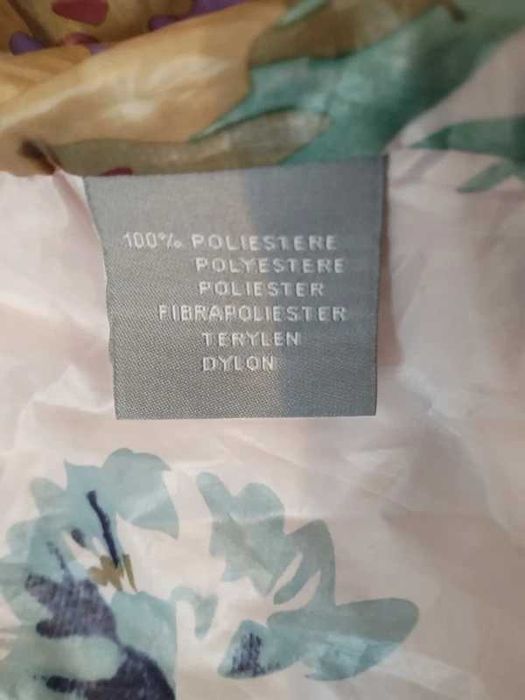 100% POLIESTERE
POLYESTERE
POLIESTER
FIBRAPOLIESTER
TERYLEN
DYLON